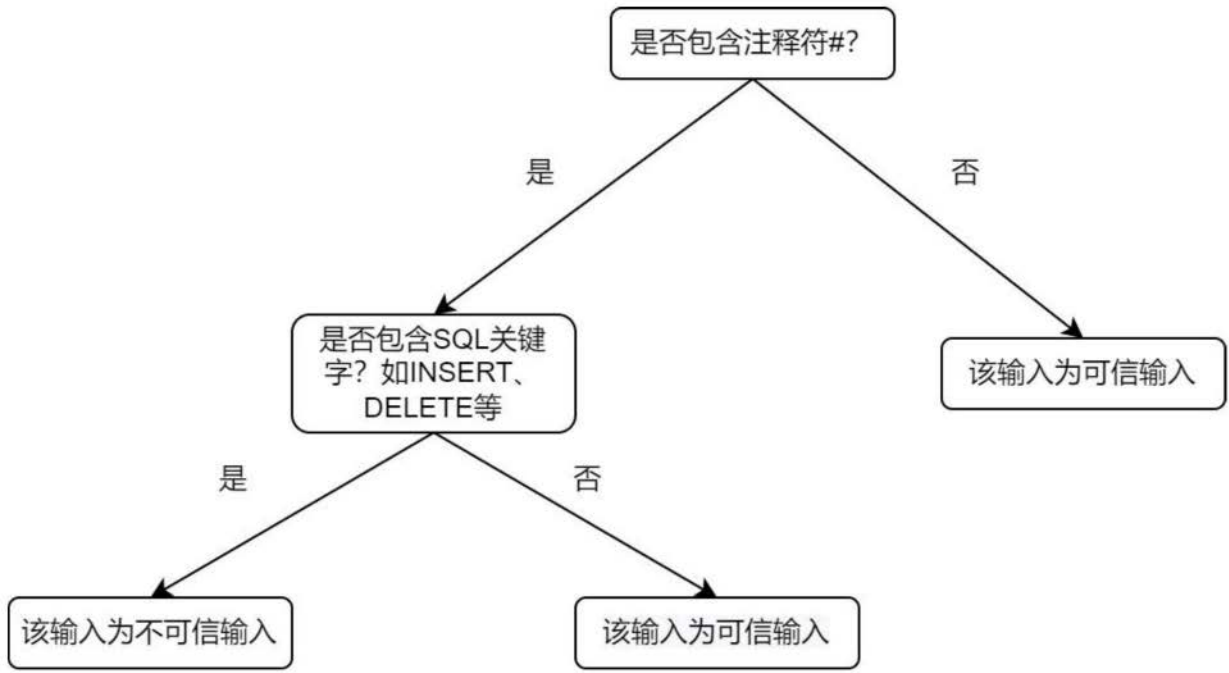 是否包含注释符#?
是
否
是否包含SQL关键
字？如INSERT、
DELETE等
该输入为可信输入
是
否
该输入为不可信输入
该输入为可信输入